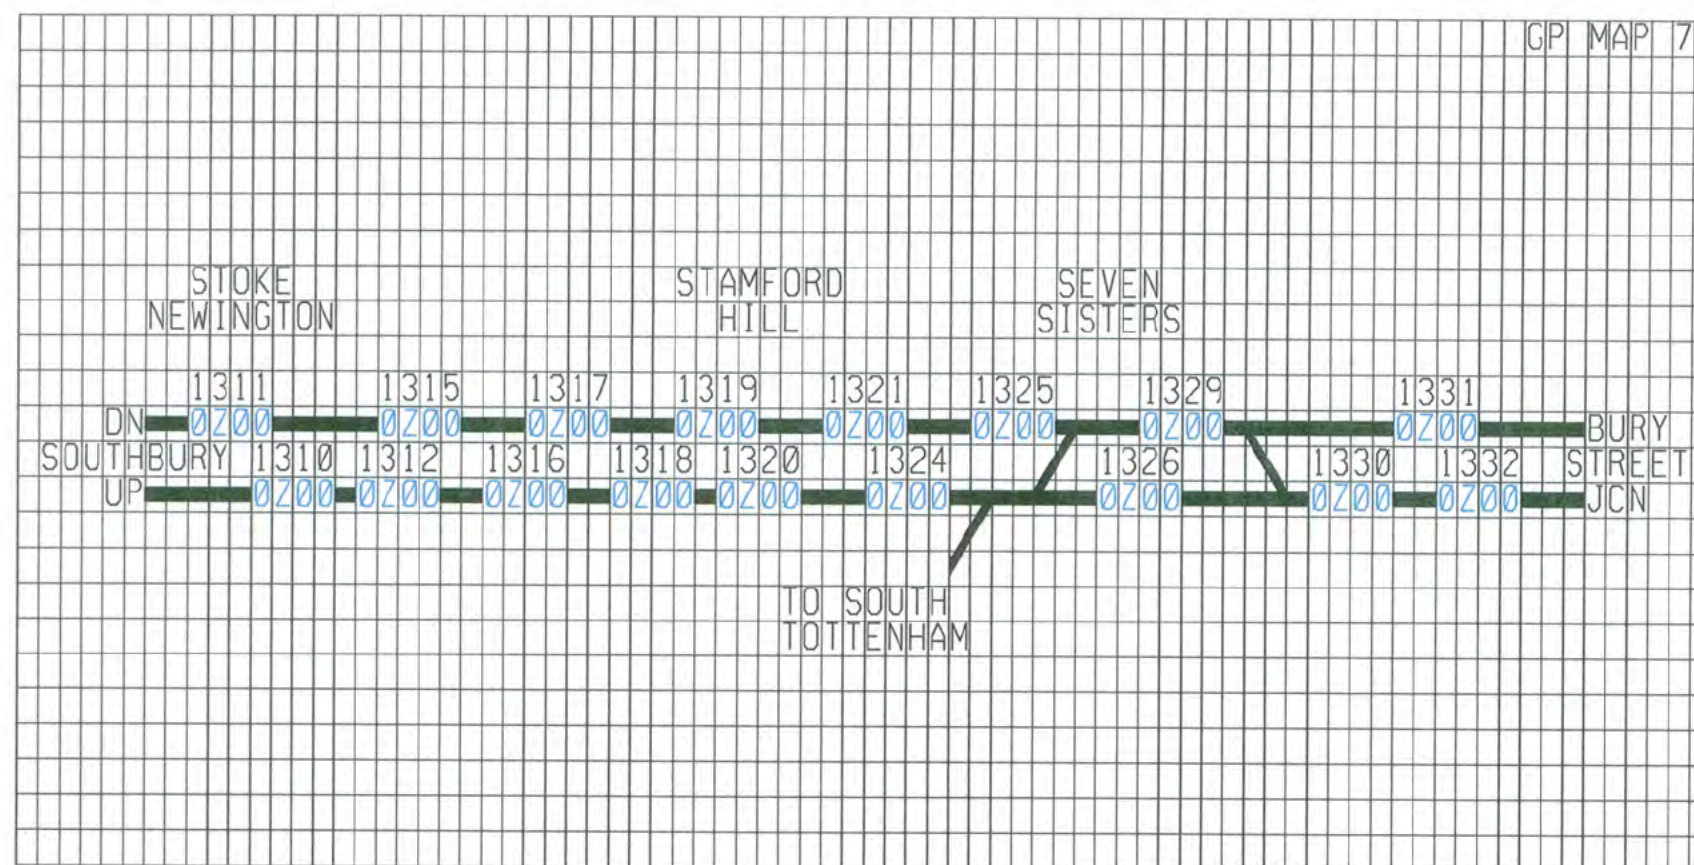 GP MAP 7
STOKE
NEWINGTON
STAMFORD
HILL
SEVEN
SISTERS
1311 1315 1317 1319 1321 1325 1329 1331
DN 0Z00 0Z00 0Z00 0Z00 0Z00 0Z00 0Z00 0Z00 BURY
SOUTHBURY 1310 1312 1316 1318 1320 1324 1326 1330 1332 STREET
UP 0Z00 0Z00 0Z00 0Z00 0Z00 0Z00 0Z00 0Z00 0Z00 JCN
TO SOUTH
TOTTENHAM